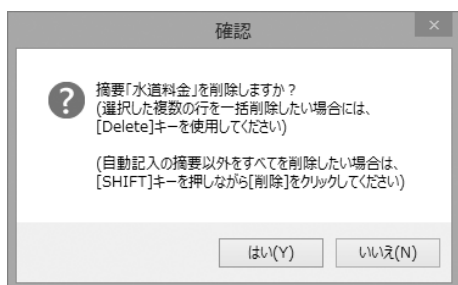 確認
×
?
摘要「水道料金」を削除しますか？
(選択した複数の行を一括削除したい場合には、
[Delete]キーを使用してください)
(自動記入の摘要以外をすべてを削除したい場合は、
[SHIFT]キーを押しながら[削除]をクリックしてください)
はい(Y)
いいえ(N)